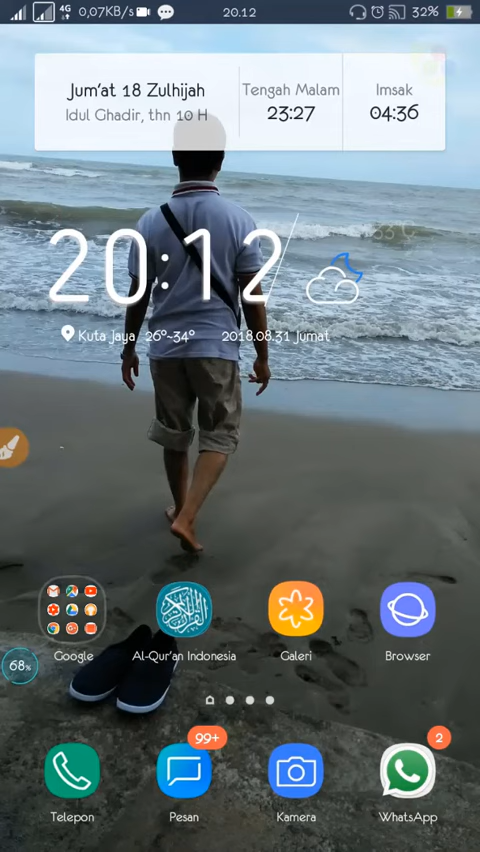 4G 0,07KB/s 20.12 32%
Jum'at 18 Zulhijah
Idul Ghadir, thn 10 H
Tengah Malam
23:27
Imsak
04:36
33°C
20:12
Kuta Jaya 26°~34° 2018.08.31 Jumat
Google
Al-Qur'an Indonesia
Galeri
Browser
68%
99+
2
Telepon
Pesan
Kamera
WhatsApp